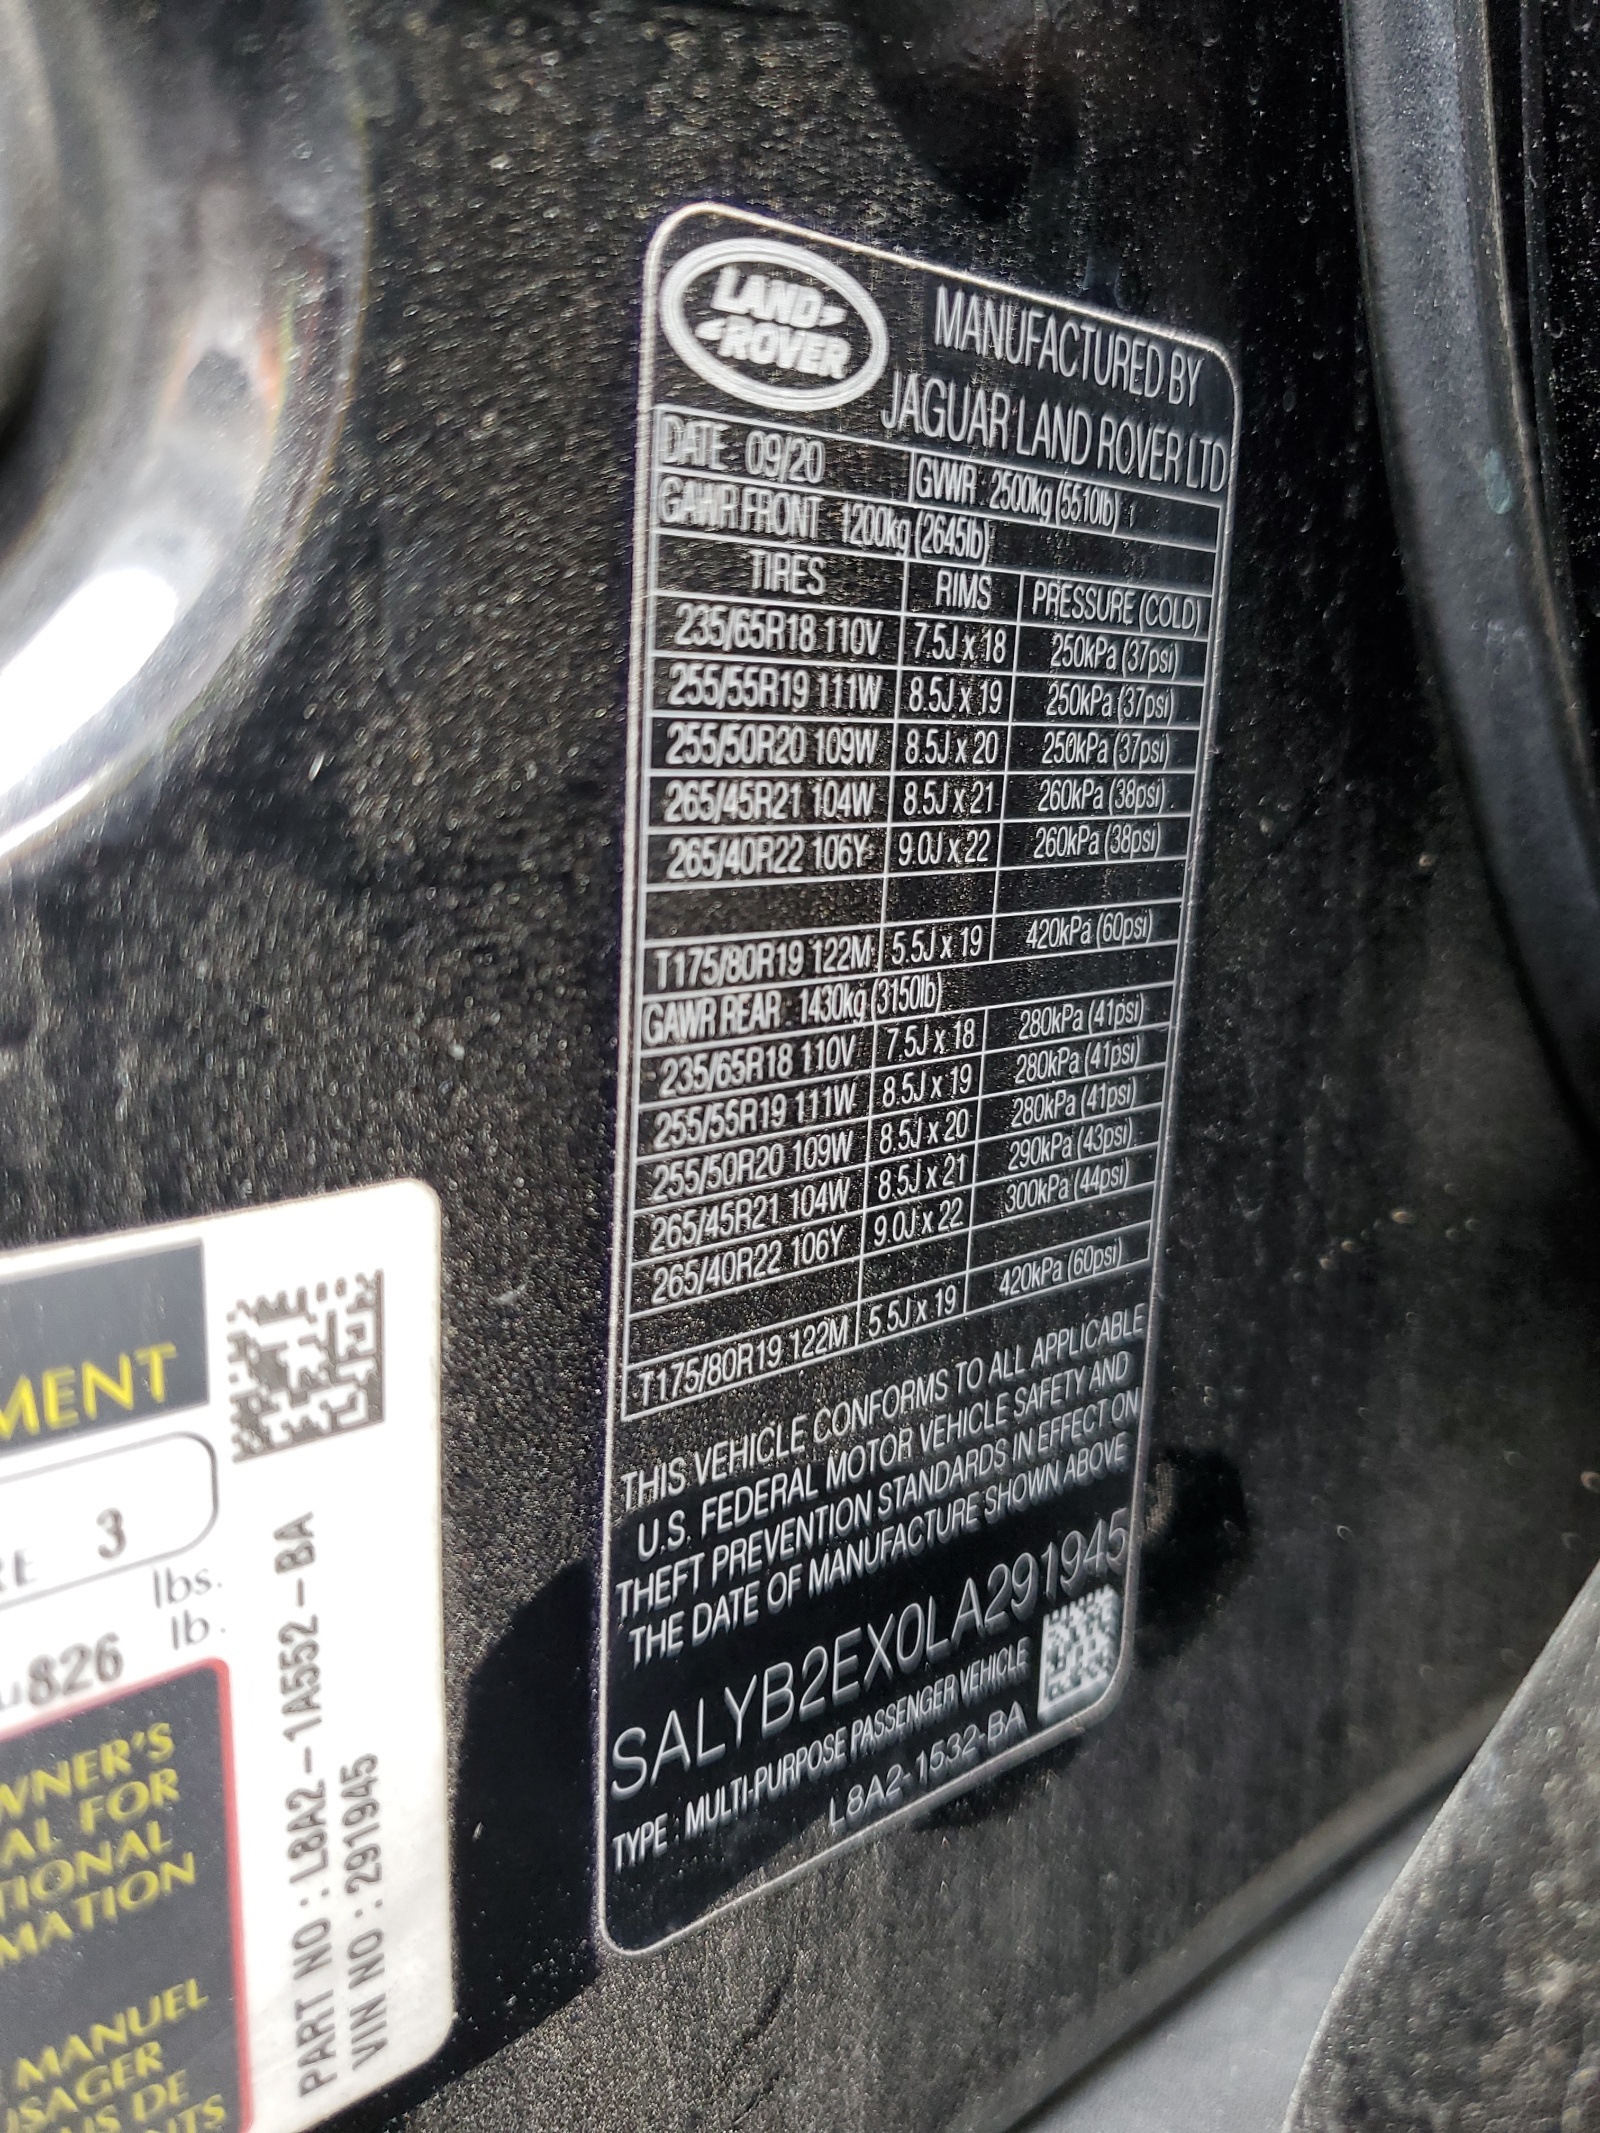 LAND
ROVER
MANUFACTURED BY
JAGUAR LAND ROVER LTD
DATE 09/20 GVWR : 2500kg (5510lb)
GAWR FRONT 1200kg (2645lb)
TIRES RIMS PRESSURE (COLD)
235/65R18 110V 7.5J x 18 250kPa (37psi)
255/55R19 111W 8.5J x 19 250kPa (37psi)
255/50R20 109W 8.5J x 20 250kPa (37psi)
265/45R21 104W 8.5J x 21 260kPa (38psi)
265/40R22 106Y 9.0J x 22 260kPa (38psi)
T175/80R19 122M 5.5J x 19 420kPa (60psi)
GAWR REAR : 1430kg (3150lb)
235/65R18 110V 7.5J x 18 280kPa (41psi)
255/55R19 111W 8.5J x 19 280kPa (41psi)
255/50R20 109W 8.5J x 20 280kPa (41psi)
265/45R21 104W 8.5J x 21 290kPa (43psi)
265/40R22 106Y 9.0J x 22 300kPa (44psi)
T175/80R19 122M 5.5J x 19 420kPa (60psi)
THIS VEHICLE CONFORMS TO ALL APPLICABLE
U.S. FEDERAL MOTOR VEHICLE SAFETY AND
THEFT PREVENTION STANDARDS IN EFFECT ON
THE DATE OF MANUFACTURE SHOWN ABOVE
SALYB2EX0LA291945
TYPE : MULTI-PURPOSE PASSENGER VEHICLE
L8A2-1532-BA
MENT
RE 3
lbs.
826 lb.
WNER'S
AL FOR
TIONAL
MATION
MANUEL
USAGER
NS DE
NTS
PART NO : L8A2-1A552-BA
VIN NO : 291945